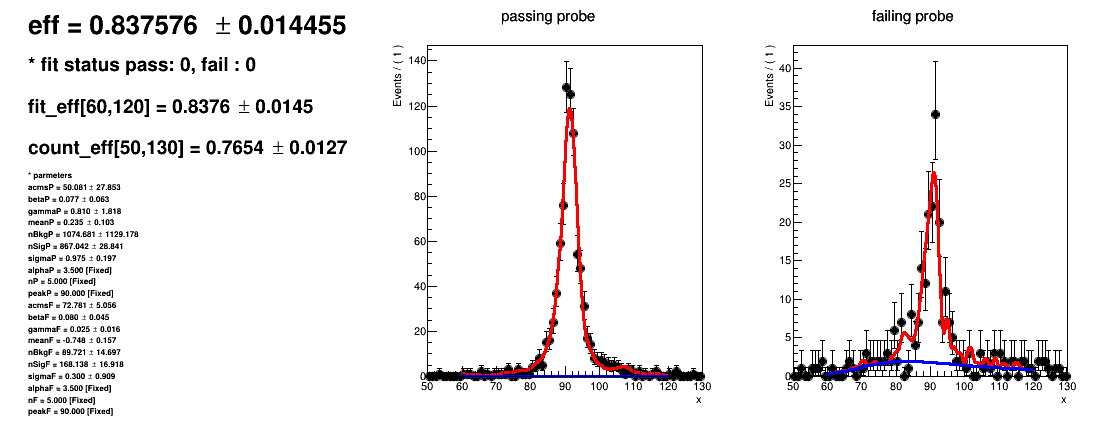 eff = 0.837576 ± 0.014455
* fit status pass: 0, fail : 0
fit_eff[60,120] = 0.8376 ± 0.0145
count_eff[50,130] = 0.7654 ± 0.0127
* parmeters
acmsP = 50.081 ± 27.853
betaP = 0.077 ± 0.063
gammaP = 0.810 ± 1.818
meanP = 0.235 ± 0.103
nBkgP = 1074.681 ± 1129.178
nSigP = 867.042 ± 28.841
sigmaP = 0.975 ± 0.197
alphaP = 3.500 [Fixed]
nP = 5.000 [Fixed]
peakP = 90.000 [Fixed]
acmsF = 72.781 ± 5.056
betaF = 0.080 ± 0.045
gammaF = 0.025 ± 0.016
meanF = -0.748 ± 0.157
nBkgF = 89.721 ± 14.697
nSigF = 168.138 ± 16.918
sigmaF = 0.300 ± 0.909
alphaF = 3.500 [Fixed]
nF = 5.000 [Fixed]
peakF = 90.000 [Fixed]
passing probe
Events / ( 1 )
140
120
100
80
60
40
20
0
50 60 70 80 90 100 110 120 130
x
failing probe
Events / ( 1 )
40
35
30
25
20
15
10
5
0
50 60 70 80 90 100 110 120 130
x